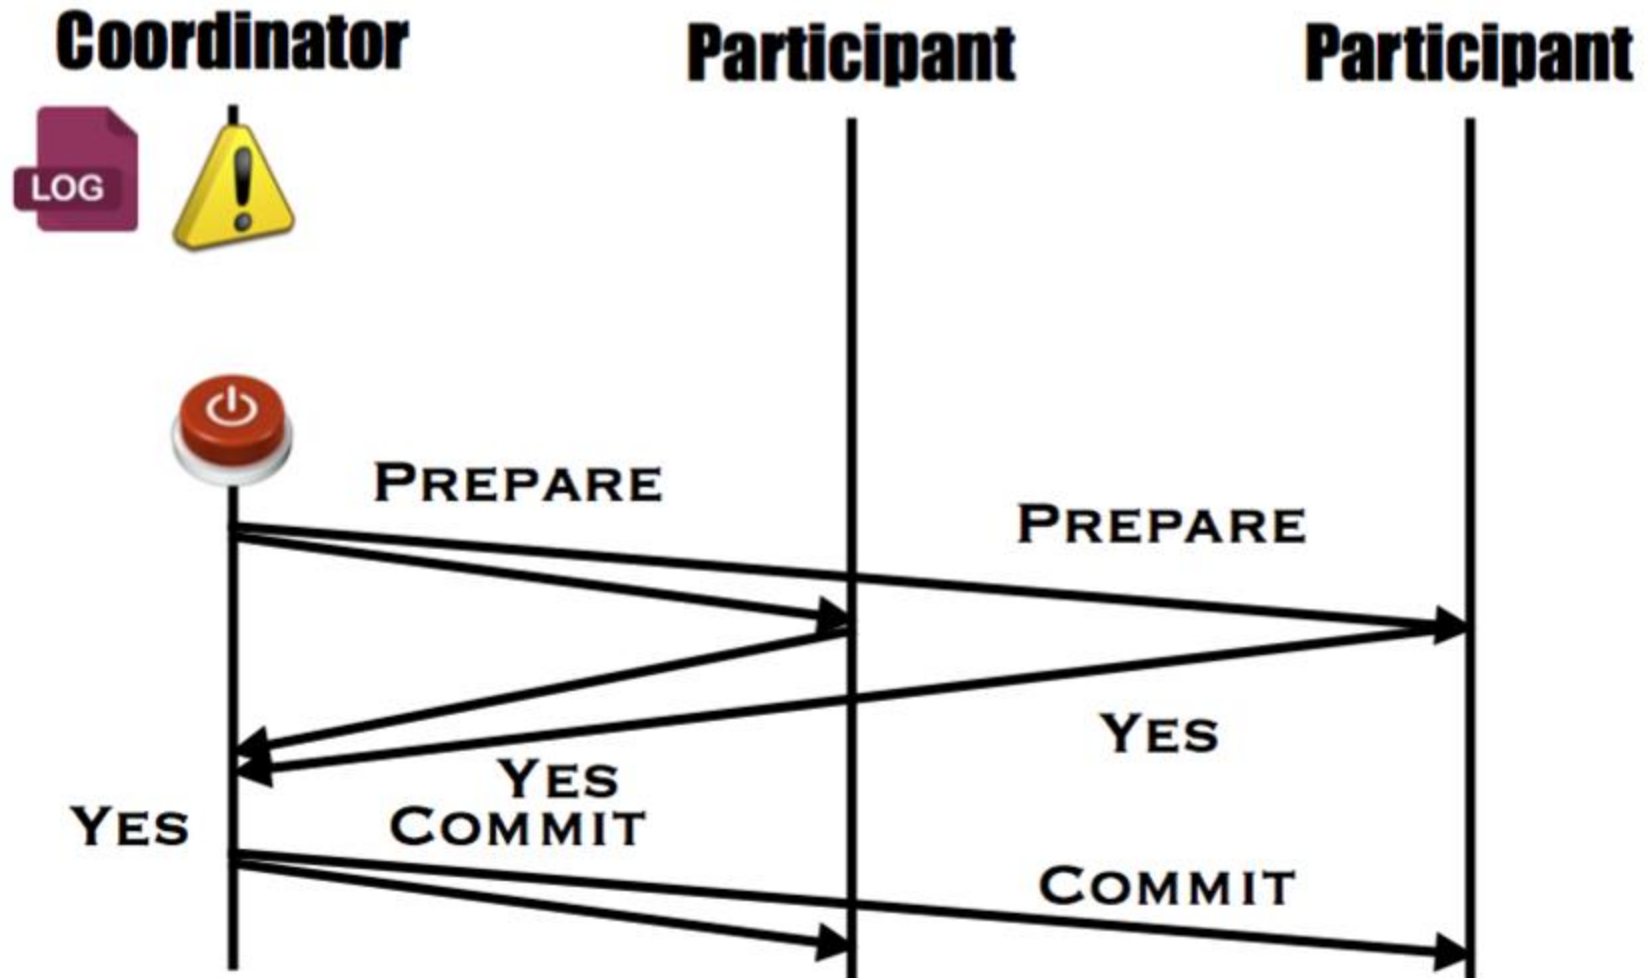 Coordinator
Participant
Participant
LOG
PREPARE
PREPARE
YES
YES
YES
COMMIT
COMMIT